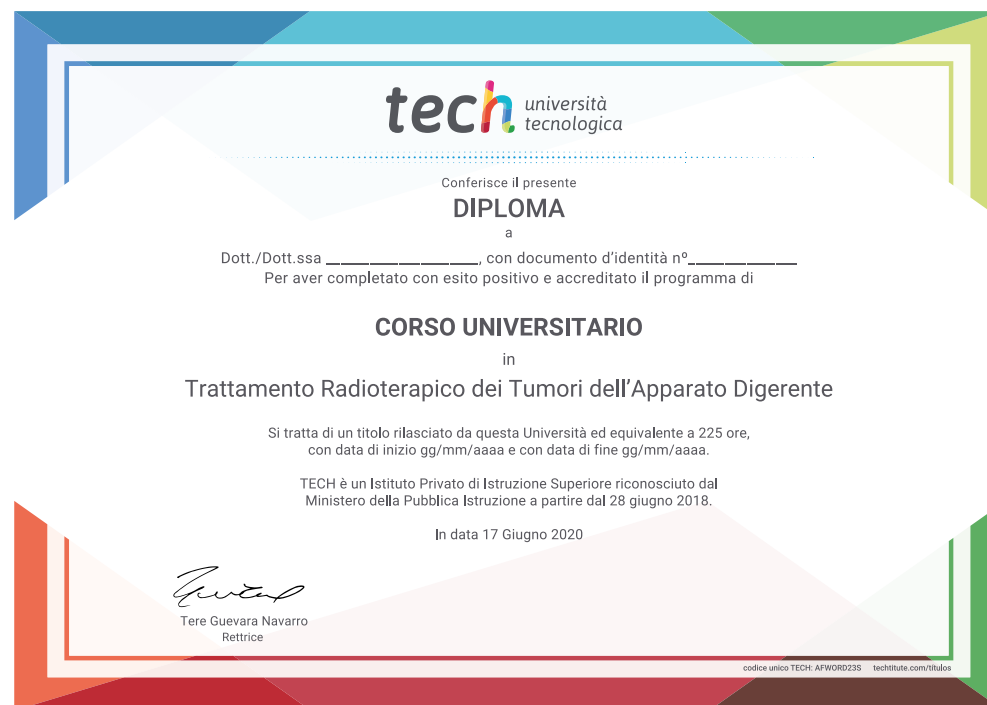 tech università
tecnologica
Conferisce il presente
DIPLOMA
a
Dott./Dott.ssa ____________________, con documento d'identità nº______________
Per aver completato con esito positivo e accreditato il programma di
CORSO UNIVERSITARIO
in
Trattamento Radioterapico dei Tumori dell'Apparato Digerente
Si tratta di un titolo rilasciato da questa Università ed equivalente a 225 ore,
con data di inizio gg/mm/aaaa e con data di fine gg/mm/aaaa.
TECH è un Istituto Privato di Istruzione Superiore riconosciuto dal
Ministero della Pubblica Istruzione a partire dal 28 giugno 2018.
In data 17 Giugno 2020
Tere Guevara Navarro
Rettrice
codice unico TECH: AFWORD23S techtitute.com/titulos